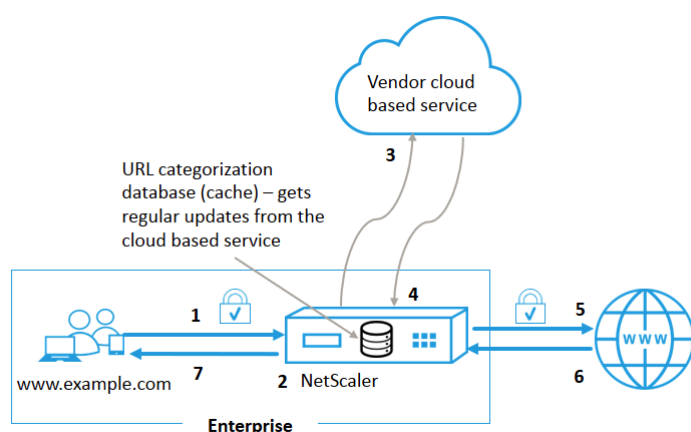 Vendor cloud
based service
3
URL categorization
database (cache) – gets
regular updates from the
cloud based service
4
1
5
www
7
6
www.example.com
2
NetScaler
Enterprise